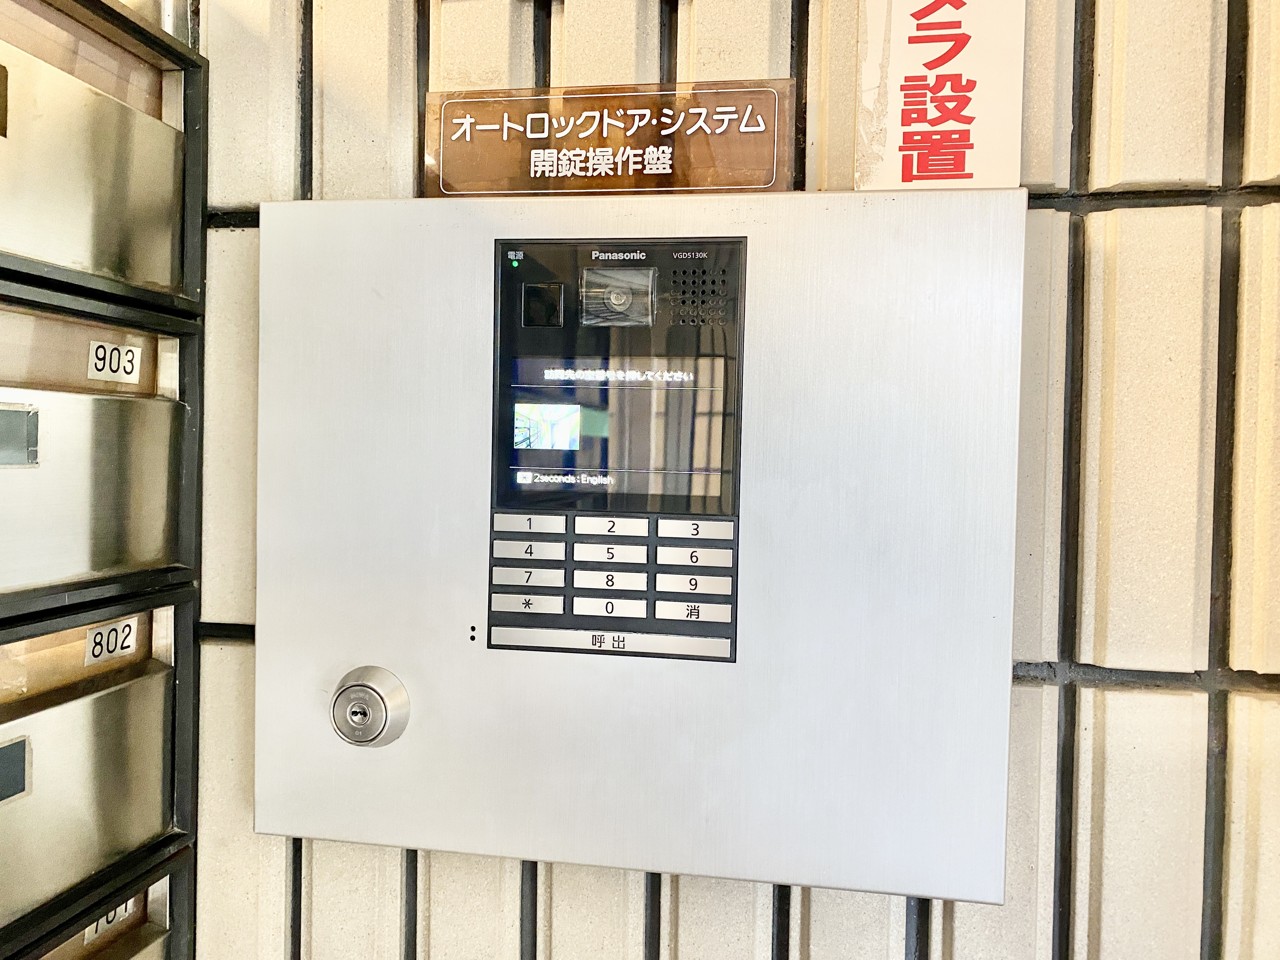 オートロックドア・システム
開錠操作盤
ラ設置
電源
Panasonic
VGD5130K
訪問先の部屋番号を押してください
2seconds : English
1 2 3
4 5 6
7 8 9
* 0 消
呼出
903
802